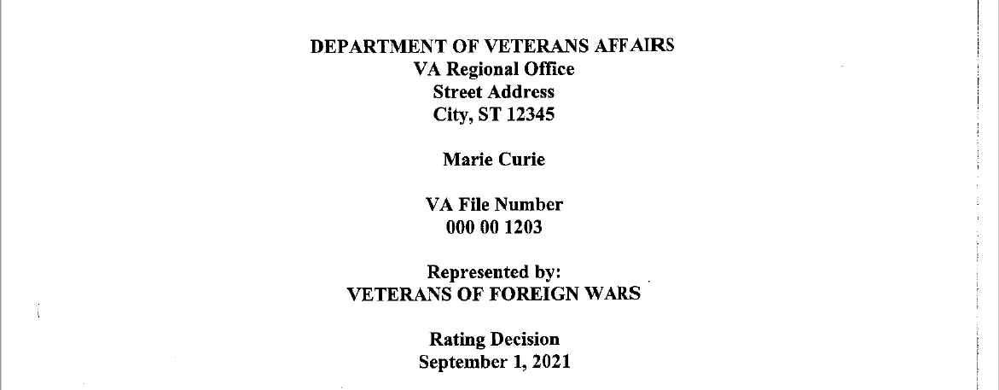 DEPARTMENT OF VETERANS AFFAIRS
VA Regional Office
Street Address
City, ST 12345
Marie Curie
VA File Number
000 00 1203
Represented by:
VETERANS OF FOREIGN WARS
Rating Decision
September 1, 2021